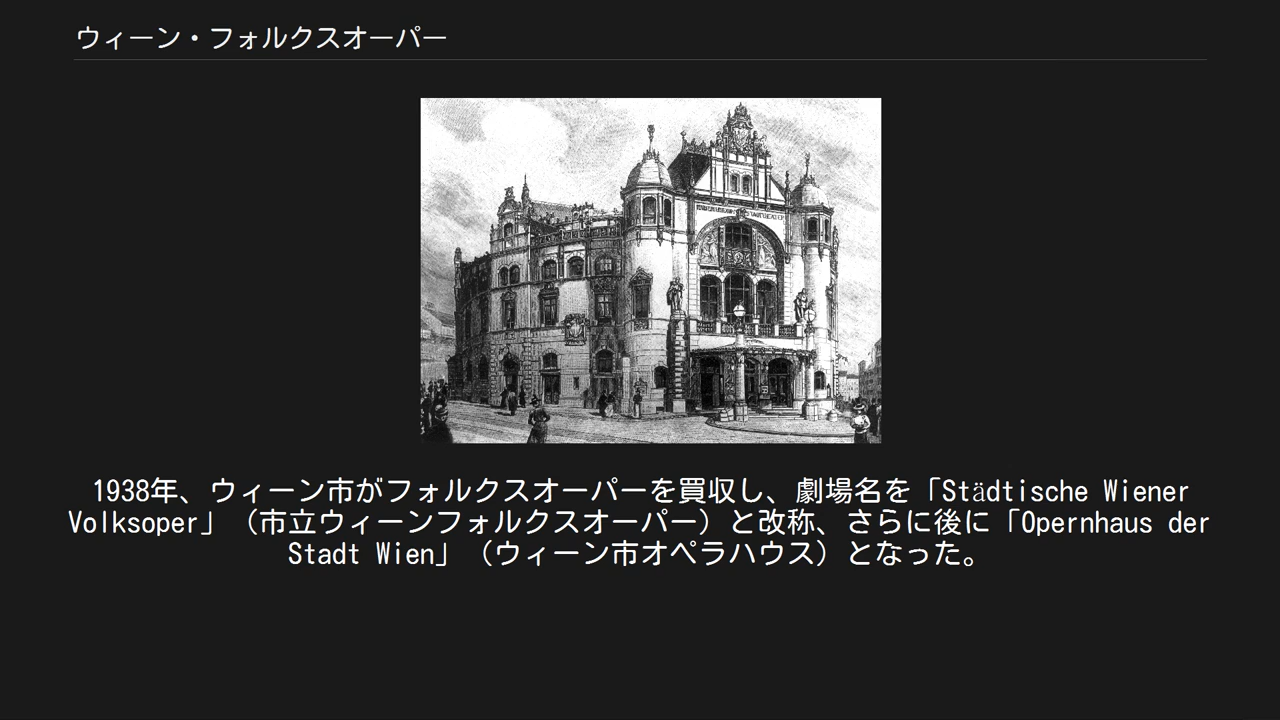 ウィーン・フォルクスオーパー
1938年、ウィーン市がフォルクスオーパーを買収し、劇場名を「Städtische Wiener
Volksoper」（市立ウィーンフォルクスオーパー）と改称、さらに後に「Opernhaus der
Stadt Wien」（ウィーン市オペラハウス）となった。